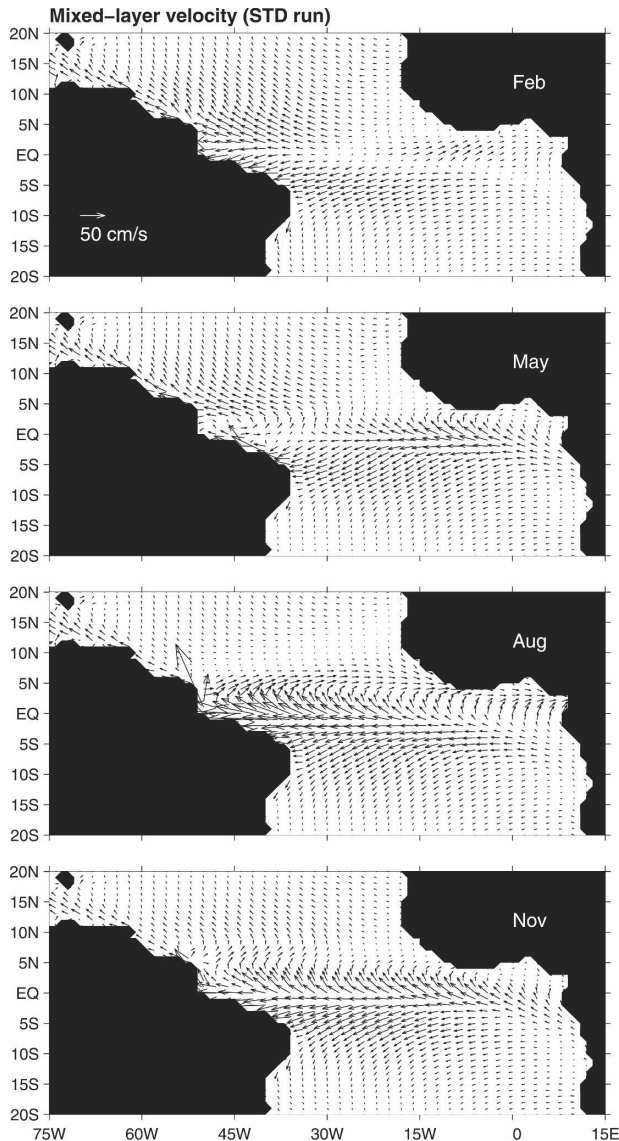 Mixed-layer velocity (STD run)
20N
15N
10N
5N
EQ
5S
10S
15S
20S
Feb
50 cm/s
20N
15N
10N
5N
EQ
5S
10S
15S
20S
May
20N
15N
10N
5N
EQ
5S
10S
15S
20S
Aug
20N
15N
10N
5N
EQ
5S
10S
15S
20S
Nov
75W 60W 45W 30W 15W 0 15E